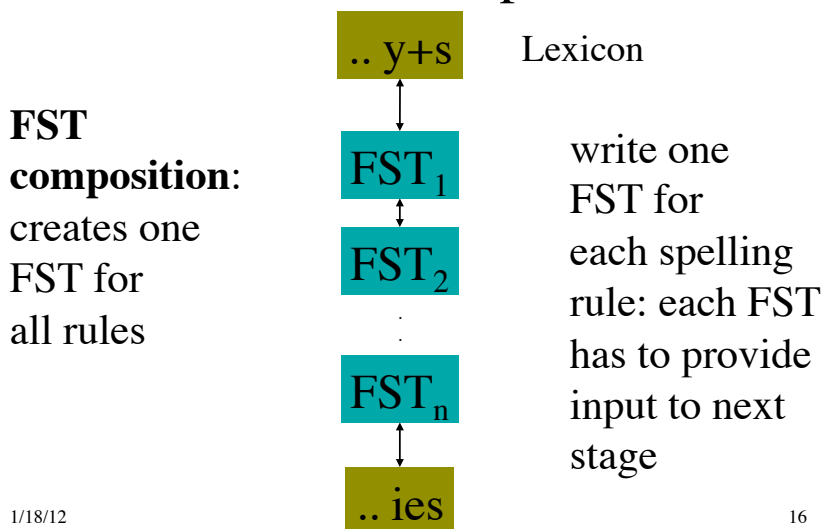 .. y+s
Lexicon
FST
composition:
creates one
FST for
all rules
FST1
FST2
.
.
FSTn
.. ies
write one
FST for
each spelling
rule: each FST
has to provide
input to next
stage
1/18/12
16